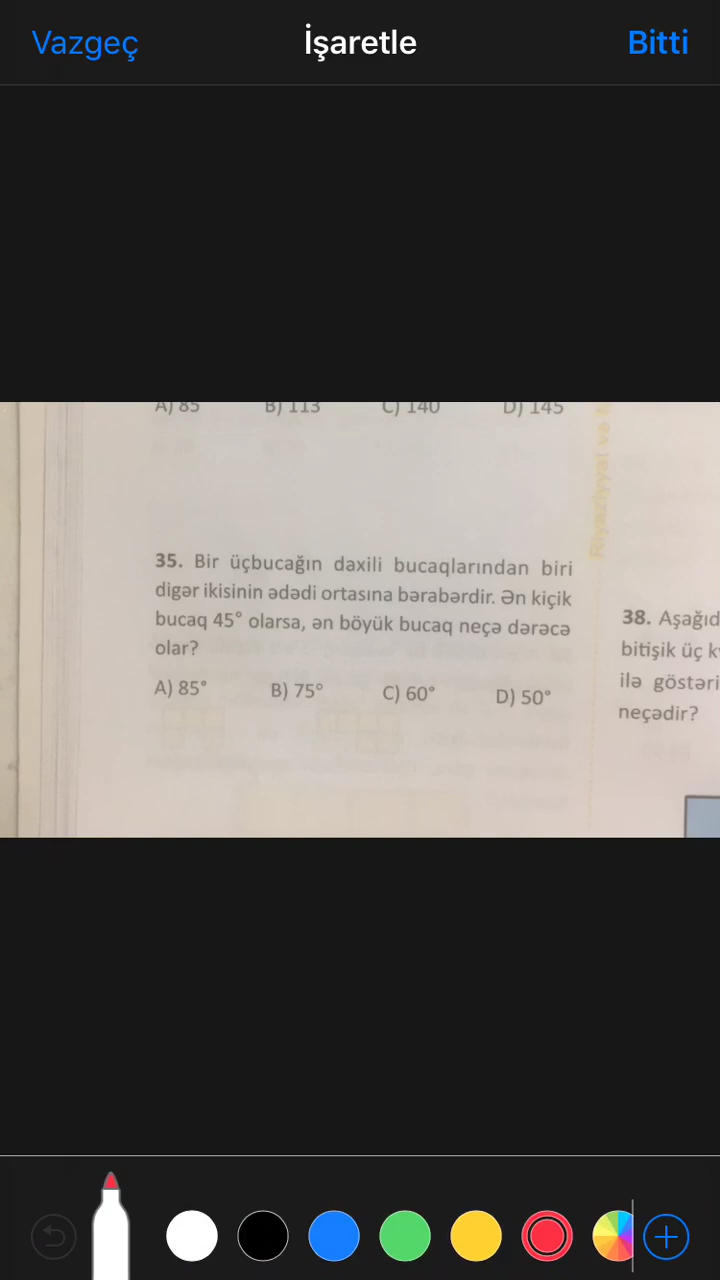 Vazgeç
İşaretle
Bitti
A) 85 B) 113 C) 140 D) 145
35. Bir üçbucağın daxili bucaqlarından biri
digər ikisinin ədədi ortasına bərabərdir. Ən kiçik
bucaq 45° olarsa, ən böyük bucaq neçə dərəcə
olar?
A) 85° B) 75° C) 60° D) 50°
Riyaziyyat və
38. Aşağıd
bitişik üç k
ilə göstəri
neçədir?